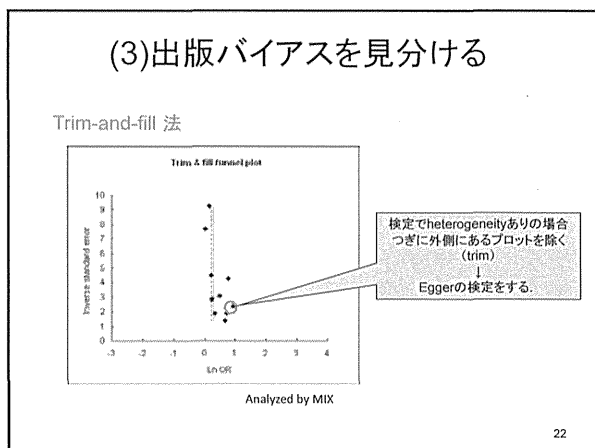 (3)出版バイアスを見分ける
Trim-and-fill 法
Trim & fill funnel plot
Inverse standard error
10
9
8
7
6
5
4
3
2
1
0
-3
-2
-1
0
1
2
3
4
Ln OR
検定でheterogeneityありの場合
つぎに外側にあるプロットを除く
(trim)
↓
Eggerの検定をする.
Analyzed by MIX
22